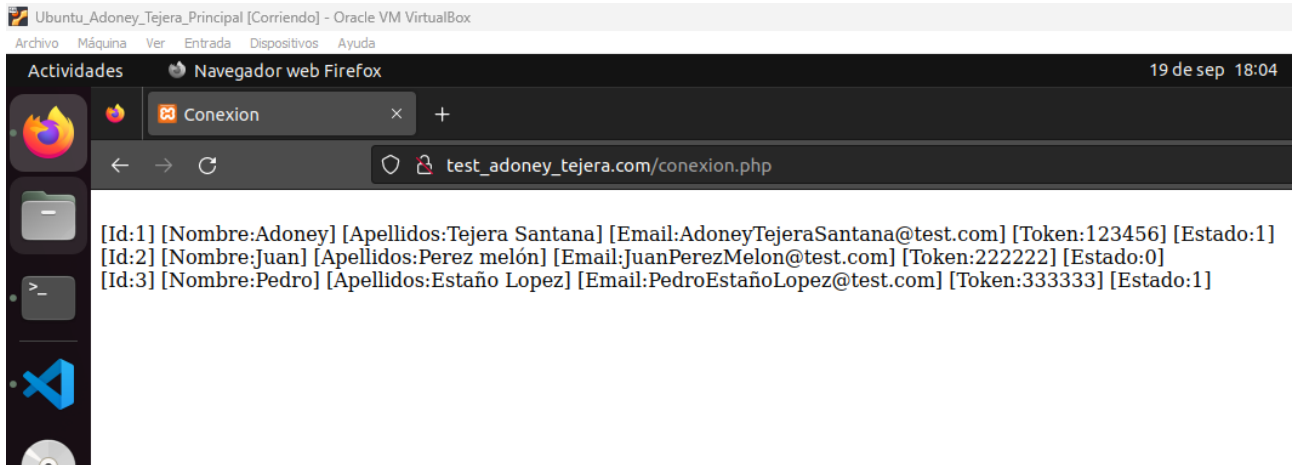 Ubuntu_Adoney_Tejera_Principal [Corriendo] - Oracle VM VirtualBox
Archivo Máquina Ver Entrada Dispositivos Ayuda
Actividades Navegador web Firefox 19 de sep 18:04
Conexion
test_adoney_tejera.com/conexion.php
[Id:1] [Nombre:Adoney] [Apellidos:Tejera Santana] [Email:AdoneyTejeraSantana@test.com] [Token:123456] [Estado:1]
[Id:2] [Nombre:Juan] [Apellidos:Perez melón] [Email:JuanPerezMelon@test.com] [Token:222222] [Estado:0]
[Id:3] [Nombre:Pedro] [Apellidos:Estaño Lopez] [Email:PedroEstañoLopez@test.com] [Token:333333] [Estado:1]